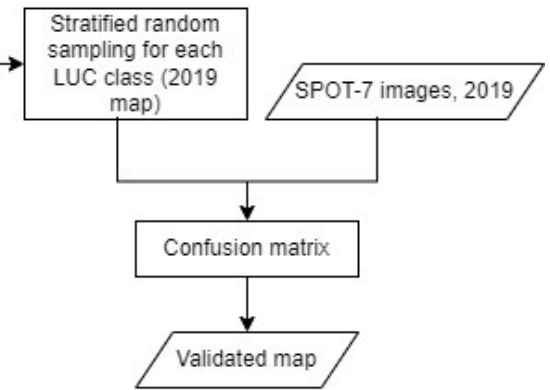 Stratified random
sampling for each
LUC class (2019
map)
SPOT-7 images, 2019
Confusion matrix
Validated map